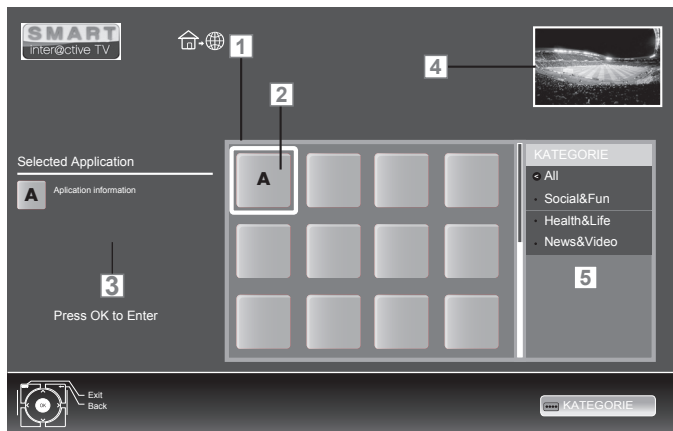 SMART
inter@ctive TV
1
2
4
Selected Application
A
Aplication information
3
Press OK to Enter
A
KATEGORIE
All
Social&Fun
Health&Life
News&Video
5
Exit
Back
OK
KATEGORIE